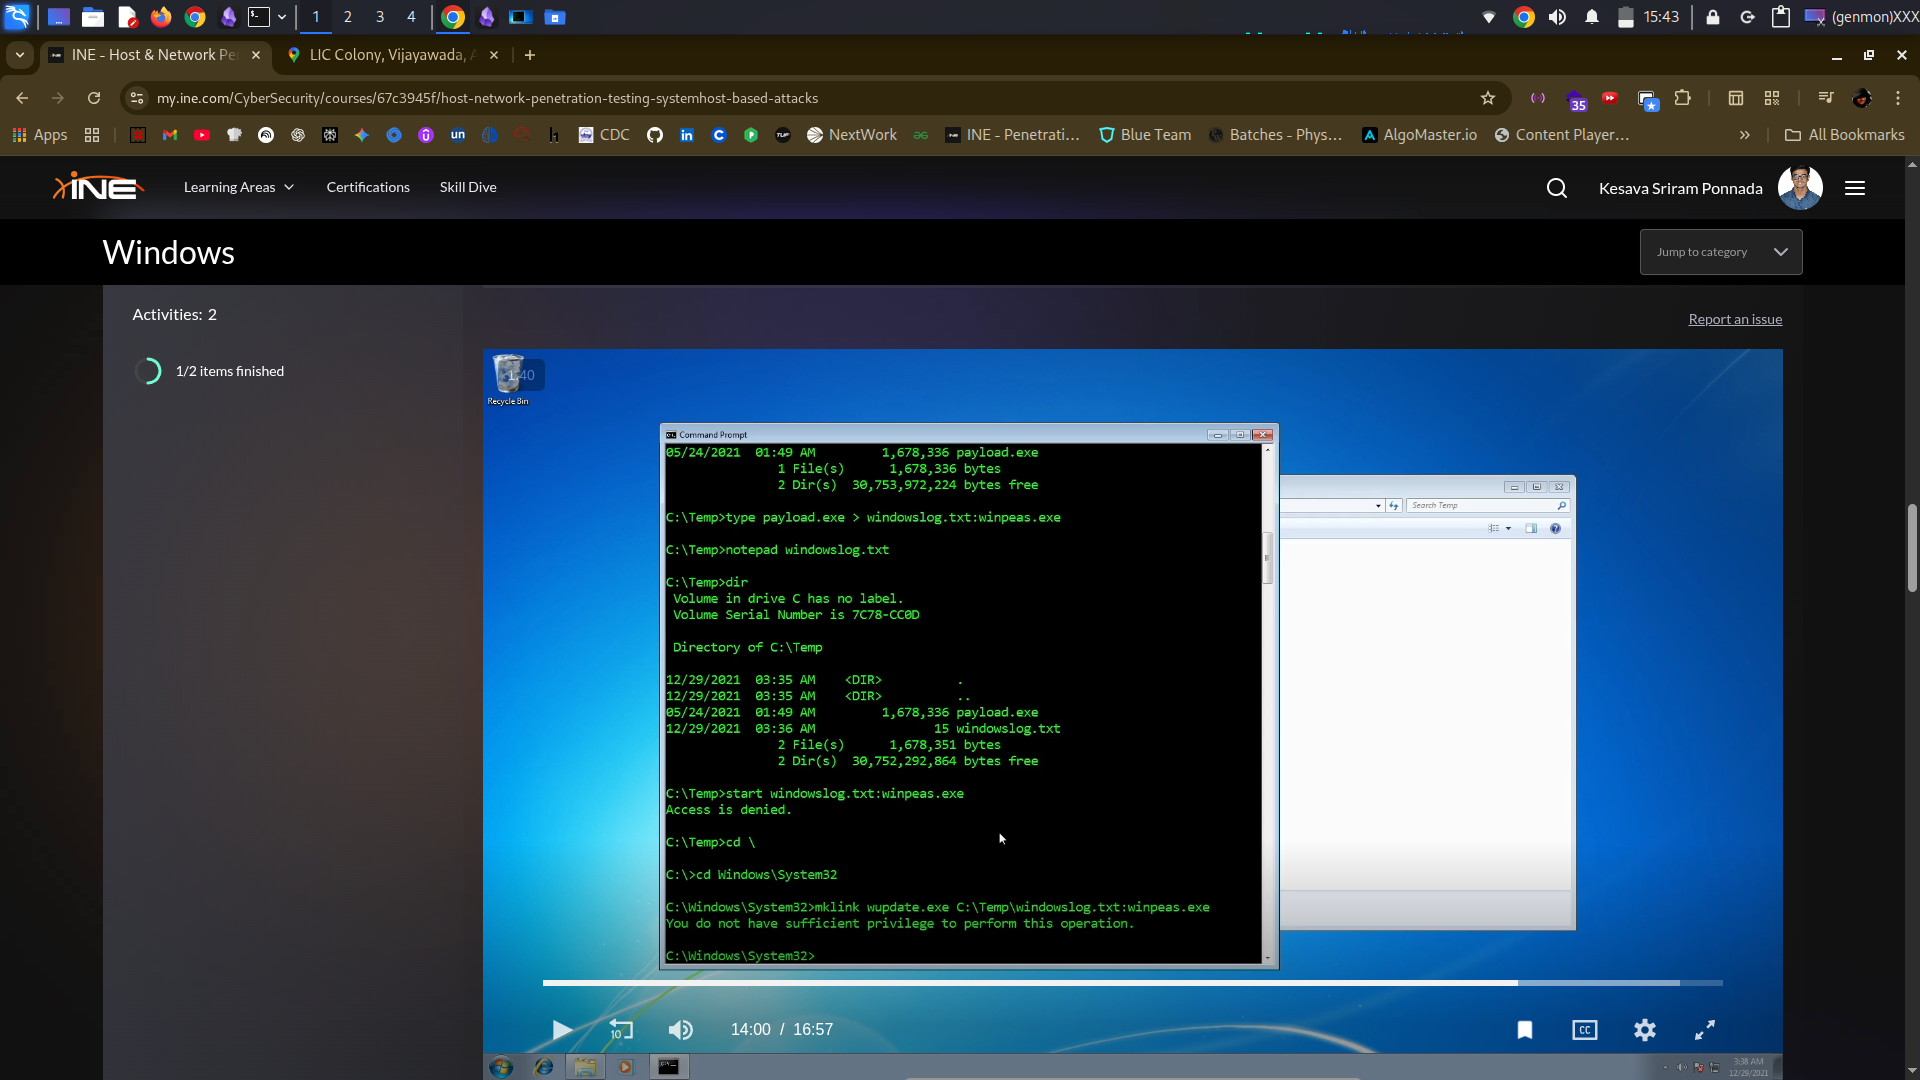 1 2 3 4 15:43 (genmon)XXX
INE - Host & Network Pe LIC Colony, Vijayawada, A
my.ine.com/CyberSecurity/courses/67c3945f/host-network-penetration-testing-systemhost-based-attacks 35
Apps CDC NextWork INE - Penetrati... Blue Team Batches - Phys... AlgoMaster.io Content Player... » All Bookmarks
INE Learning Areas Certifications Skill Dive Kesava Sriram Ponnada
Windows Jump to category
Activities: 2
Report an issue
1/2 items finished
1.40
Recycle Bin
Command Prompt
05/24/2021 01:49 AM 1,678,336 payload.exe
1 File(s) 1,678,336 bytes
2 Dir(s) 30,753,972,224 bytes free
C:\Temp>type payload.exe > windowslog.txt:winpeas.exe
Search Temp
C:\Temp>notepad windowslog.txt
C:\Temp>dir
Volume in drive C has no label.
Volume Serial Number is 7C78-CC0D
Directory of C:\Temp
12/29/2021 03:35 AM <DIR> .
12/29/2021 03:35 AM <DIR> ..
05/24/2021 01:49 AM 1,678,336 payload.exe
12/29/2021 03:36 AM 15 windowslog.txt
2 File(s) 1,678,351 bytes
2 Dir(s) 30,752,292,864 bytes free
C:\Temp>start windowslog.txt:winpeas.exe
Access is denied.
C:\Temp>cd \
C:\>cd Windows\System32
C:\Windows\System32>mklink wupdate.exe C:\Temp\windowslog.txt:winpeas.exe
You do not have sufficient privilege to perform this operation.
C:\Windows\System32>
10 14:00 / 16:57 CC
3:38 AM
12/29/2021